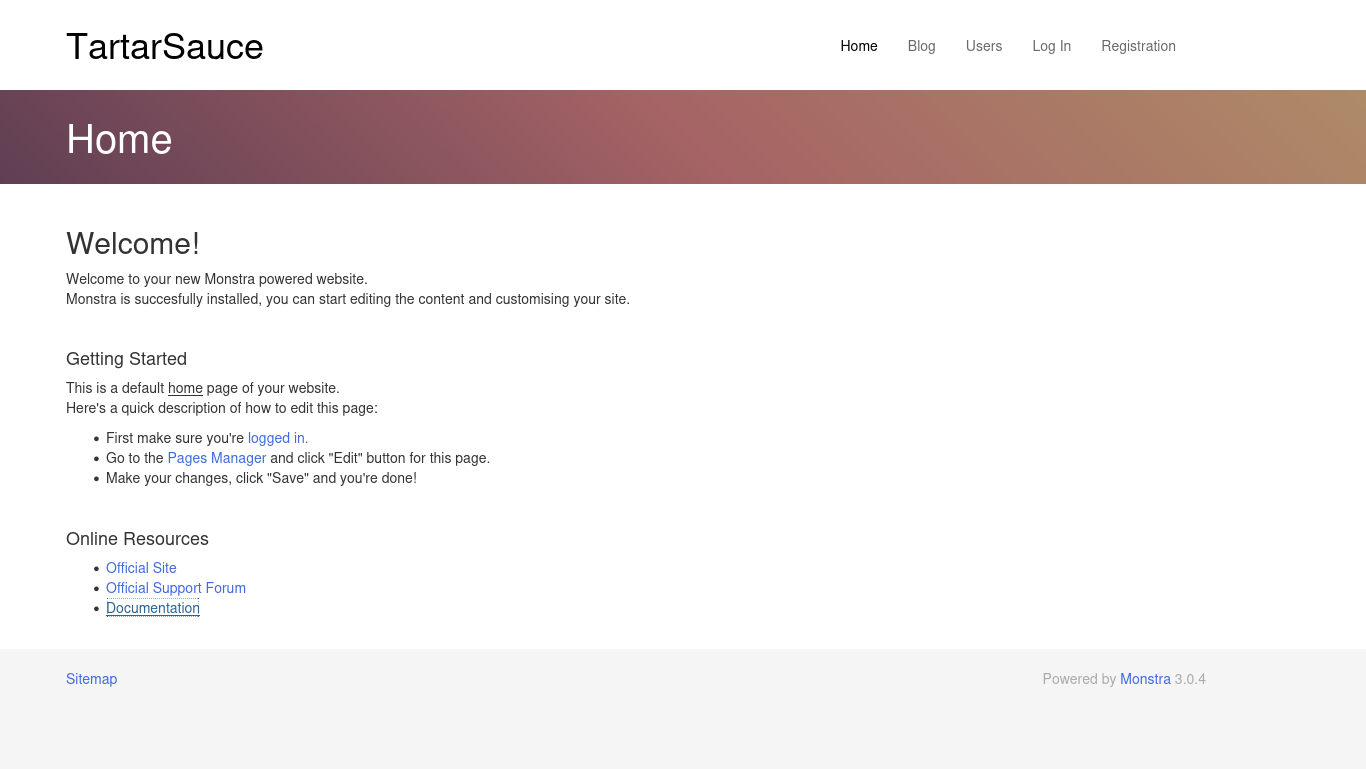 TartarSauce
Home Blog Users Log In Registration
Home
Welcome!
Welcome to your new Monstra powered website.
Monstra is succesfully installed, you can start editing the content and customising your site.
Getting Started
This is a default home page of your website.
Here's a quick description of how to edit this page:
• First make sure you're logged in.
• Go to the Pages Manager and click "Edit" button for this page.
• Make your changes, click "Save" and you're done!
Online Resources
• Official Site
• Official Support Forum
• Documentation
Sitemap
Powered by Monstra 3.0.4